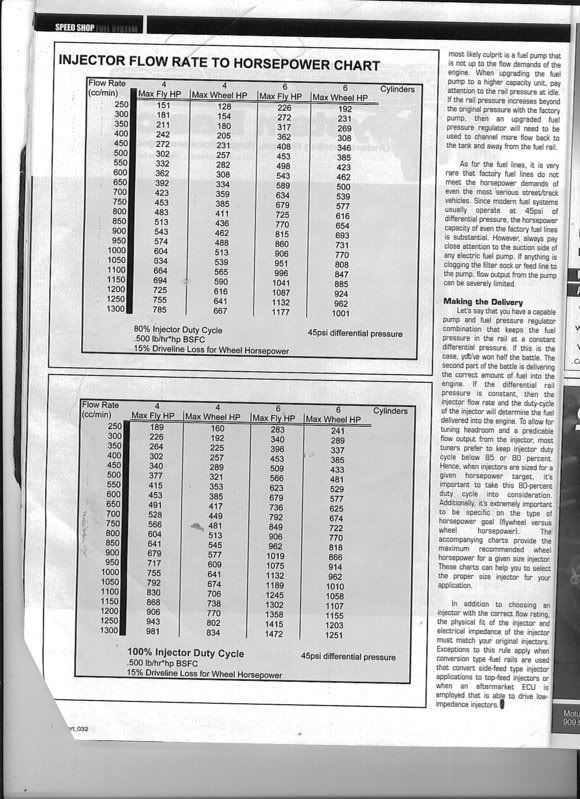 SPEED SHOP FUEL SYSTEM
INJECTOR FLOW RATE TO HORSEPOWER CHART
Flow Rate 4 4 6 6 Cylinders
(cc/min) Max Fly HP Max Wheel HP Max Fly HP Max Wheel HP
250 151 128 226 192
300 181 154 272 231
350 211 180 317 269
400 242 205 362 308
450 272 231 408 346
500 302 257 453 385
550 332 282 498 423
600 362 308 543 462
650 392 334 589 500
700 423 359 634 539
750 453 385 679 577
800 483 411 725 616
850 513 436 770 654
900 543 462 815 693
950 574 488 860 731
1000 604 513 906 770
1050 634 539 951 808
1100 664 565 996 847
1150 694 590 1041 885
1200 725 616 1087 924
1250 755 641 1132 962
1300 785 667 1177 1001
80% Injector Duty Cycle 45psi differential pressure
.500 lb/hr*hp BSFC
15% Driveline Loss for Wheel Horsepower
Flow Rate 4 4 6 6 Cylinders
(cc/min) Max Fly HP Max Wheel HP Max Fly HP Max Wheel HP
250 189 160 283 241
300 226 192 340 289
350 264 225 396 337
400 302 257 453 385
450 340 289 509 433
500 377 321 566 481
550 415 353 623 529
600 453 385 679 577
650 491 417 736 625
700 528 449 792 674
750 566 481 849 722
800 604 513 906 770
850 641 545 962 818
900 679 577 1019 866
950 717 609 1075 914
1000 755 641 1132 962
1050 792 674 1189 1010
1100 830 706 1245 1058
1150 868 738 1302 1107
1200 906 770 1358 1155
1250 943 802 1415 1203
1300 981 834 1472 1251
100% Injector Duty Cycle 45psi differential pressure
.500 lb/hr*hp BSFC
15% Driveline Loss for Wheel Horsepower
most likely culprit is a fuel pump that
is not up to the flow demands of the
engine. When upgrading the fuel
pump to a higher capacity unit, pay
attention to the rail pressure at idle.
If the rail pressure increases beyond
the original pressure with the factory
pump, then an upgraded fuel
pressure regulator will need to be
used to channel more flow back to
the tank and away from the fuel rail.
As for the fuel lines, it is very
rare that factory fuel lines do not
meet the horsepower demands of
even the most serious street/track
vehicles. Since modern fuel systems
usually operate at 45psi of
differential pressure, the horsepower
capacity of even the factory fuel lines
is substantial. However, always pay
close attention to the suction side of
any electric fuel pump. If anything is
clogging the filter sock or feed line to
the pump, flow output from the pump
can be severely limited.
Making the Delivery
Let's say that you have a capable
pump and fuel pressure regulator
combination that keeps the fuel
pressure in the rail at a constant
differential pressure. If this is the
case, you've won half the battle. The
second part of the battle is delivering
the correct amount of fuel into the
engine. If the differential rail
pressure is constant, then the
injector flow rate and the duty-cycle
of the injector will determine the fuel
delivered into the engine. To allow for
tuning headroom and a predicable
flow output from the injector, most
tuners prefer to keep injector duty
cycle below 85 or 80 percent.
Hence, when injectors are sized for a
given horsepower target, it's
important to take this 80-percent
duty cycle into consideration.
Additionally, it's extremely important
to be specific on the type of
horsepower goal (flywheel versus
wheel horsepower). The
accompanying charts provide the
maximum recommended wheel
horsepower for a given size injector.
These charts can help you to select
the proper size injector for your
application.
In addition to choosing an
injector with the correct flow rating,
the physical fit of the injector and
electrical impedance of the injector
must match your original injectors.
Exceptions to this rule apply when
conversion type fuel rails are used
that convert side-feed type injector
applications to top-feed injectors or
when an aftermarket ECU is
employed that is able to drive low-
impedance injectors.
rt_032
Motu
909.